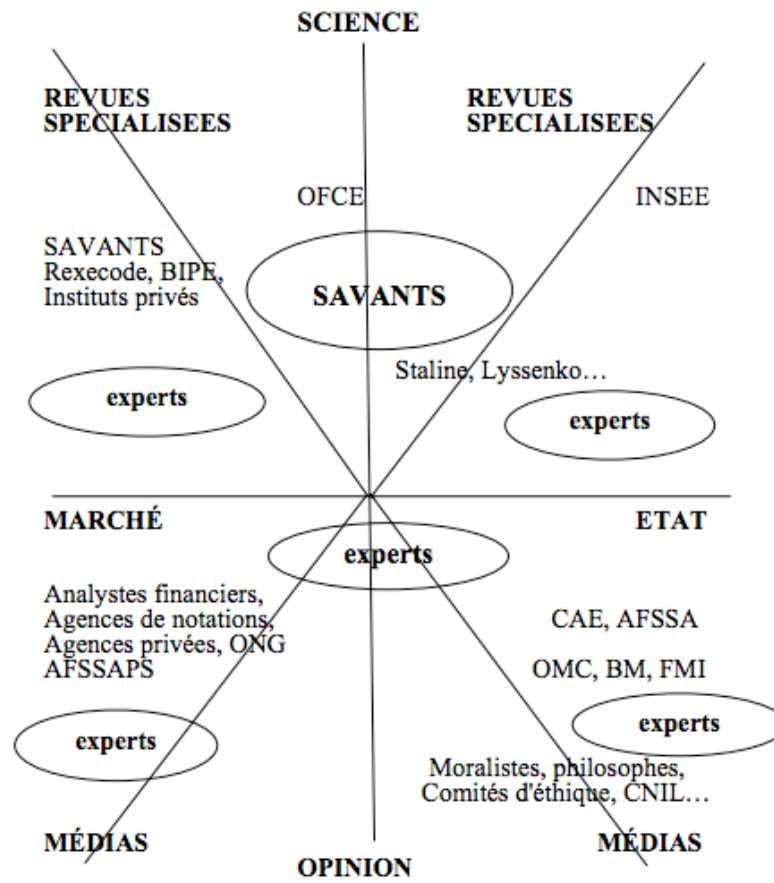 SCIENCE
REVUES
SPECIALISEES
REVUES
SPECIALISEES
OFCE
INSEE
SAVANTS
Rexecode, BIPE,
Instituts privés
SAVANTS
Staline, Lyssenko…
experts
experts
MARCHÉ
ETAT
experts
Analystes financiers,
Agences de notations,
Agences privées, ONG
AFSSAPS
CAE, AFSSA
OMC, BM, FMI
experts
experts
Moralistes, philosophes,
Comités d'éthique, CNIL…
MÉDIAS
OPINION
MÉDIAS